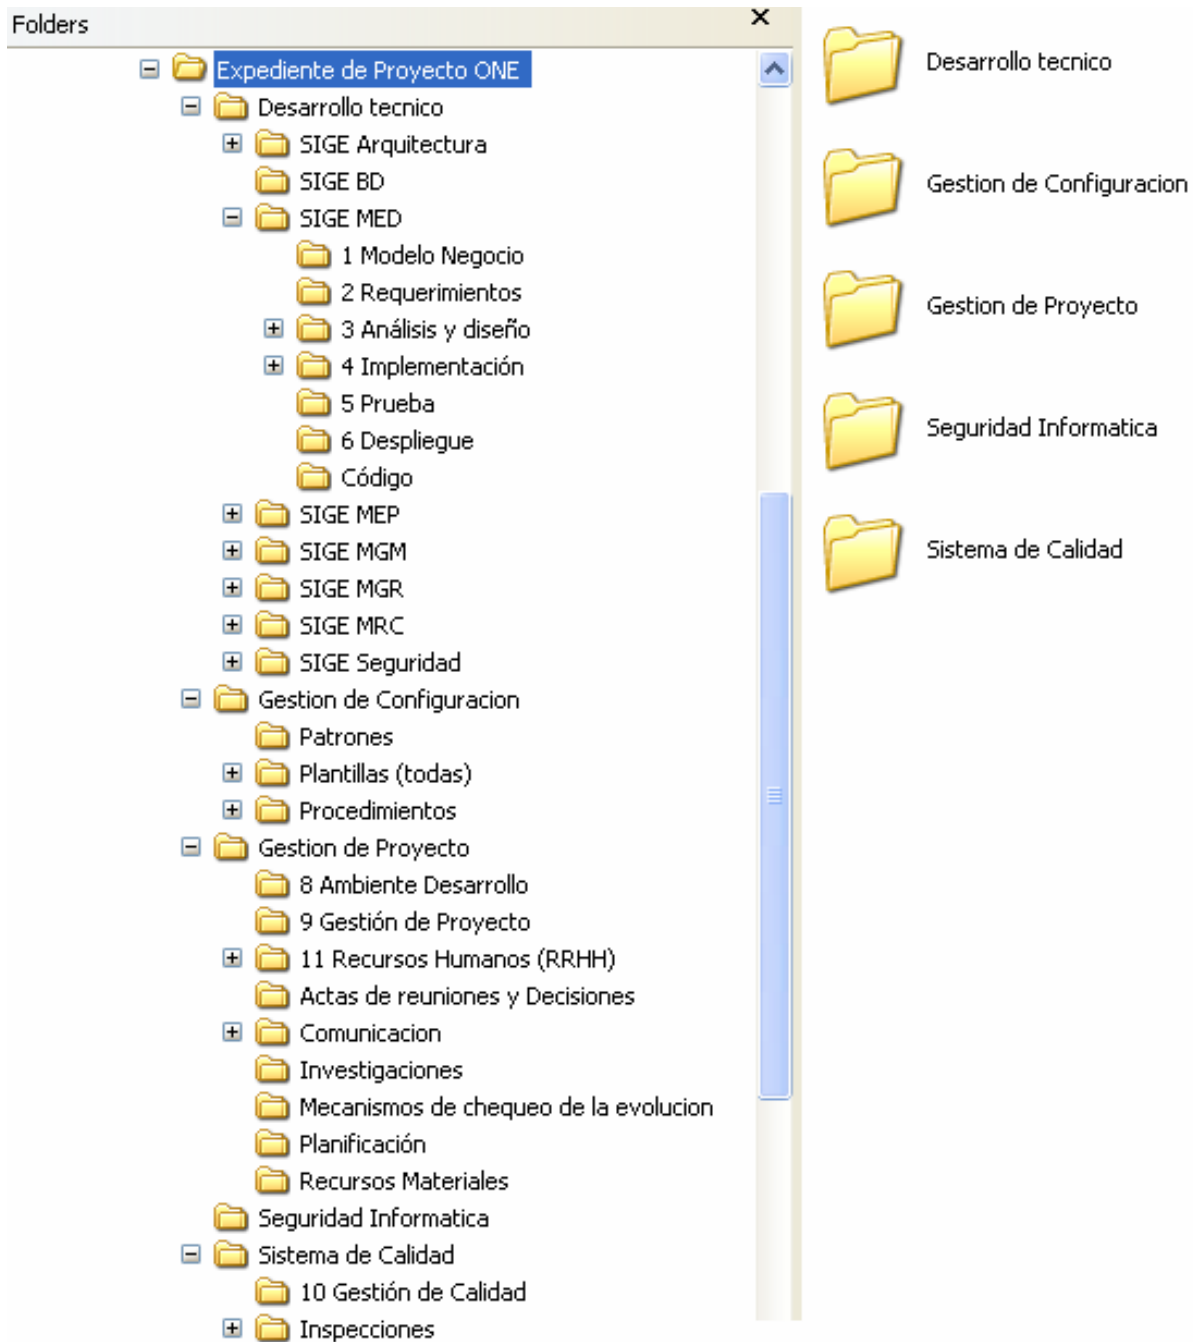 Folders
Expediente de Proyecto ONE
Desarrollo tecnico
SIGE Arquitectura
SIGE BD
SIGE MED
1 Modelo Negocio
2 Requerimientos
3 Análisis y diseño
4 Implementación
5 Prueba
6 Despliegue
Código
SIGE MEP
SIGE MGM
SIGE MGR
SIGE MRC
SIGE Seguridad
Gestion de Configuracion
Patrones
Plantillas (todas)
Procedimientos
Gestion de Proyecto
8 Ambiente Desarrollo
9 Gestión de Proyecto
11 Recursos Humanos (RRHH)
Actas de reuniones y Decisiones
Comunicacion
Investigaciones
Mecanismos de chequeo de la evolucion
Planificación
Recursos Materiales
Seguridad Informatica
Sistema de Calidad
10 Gestión de Calidad
Inspecciones
Desarrollo tecnico
Gestion de Configuracion
Gestion de Proyecto
Seguridad Informatica
Sistema de Calidad